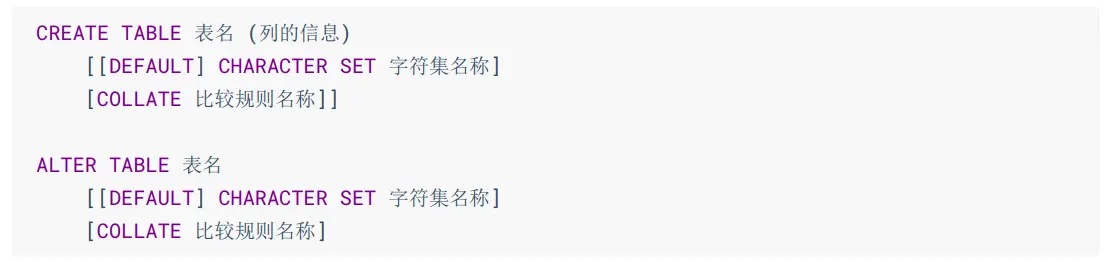 CREATE TABLE 表名 (列的信息)
[[DEFAULT] CHARACTER SET 字符集名称]
[COLLATE 比较规则名称]]
ALTER TABLE 表名
[[DEFAULT] CHARACTER SET 字符集名称]
[COLLATE 比较规则名称]